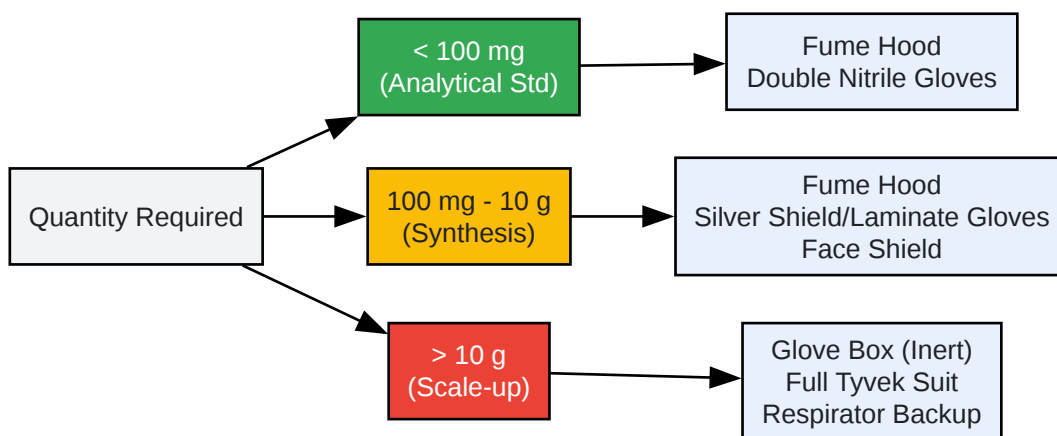 Quantity Required
< 100 mg
(Analytical Std)
Fume Hood
Double Nitrile Gloves
100 mg - 10 g
(Synthesis)
Fume Hood
Silver Shield/Laminate Gloves
Face Shield
> 10 g
(Scale-up)
Glove Box (Inert)
Full Tyvek Suit
Respirator Backup